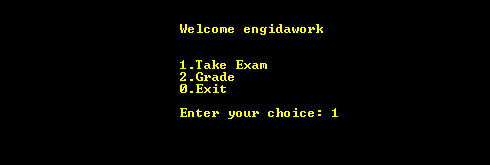 Welcome engidawork
1.Take Exam
2.Grade
0.Exit
Enter your choice: 1